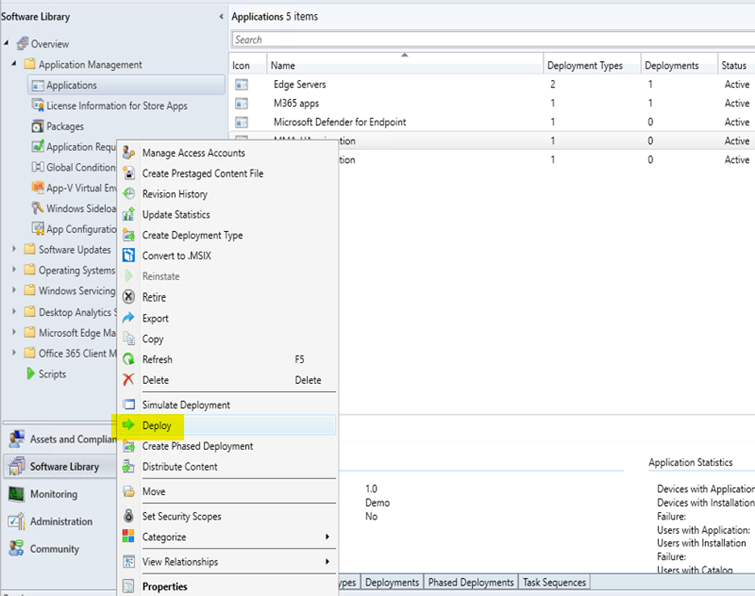 Software Library
Overview
Application Management
Applications
License Information for Store Apps
Packages
Application Requ
Global Condition
App-V Virtual En
Windows Sideloa
App Configuratio
Software Updates
Operating Systems
Windows Servicing
Desktop Analytics S
Microsoft Edge Ma
Office 365 Client M
Scripts
Assets and Complian
Software Library
Monitoring
Administration
Community
Manage Access Accounts
Create Prestaged Content File
Revision History
Update Statistics
Create Deployment Type
Convert to .MSIX
Reinstate
Retire
Export
Copy
Refresh F5
Delete Delete
Simulate Deployment
Deploy
Create Phased Deployment
Distribute Content
Move
Set Security Scopes
Categorize
View Relationships
Properties
Applications 5 items
Search
Icon Name Deployment Types Deployments Status
Edge Servers 2 1 Active
M365 apps 1 1 Active
Microsoft Defender for Endpoint 1 0 Active
1 0 Active
tion 1 0 Active
Application Statistics
1.0
Demo
No
Devices with Application
Devices with Installation
Failure:
Users with Application:
Users with Installation
Failure:
Users with Catalog
ypes Deployments Phased Deployments Task Sequences